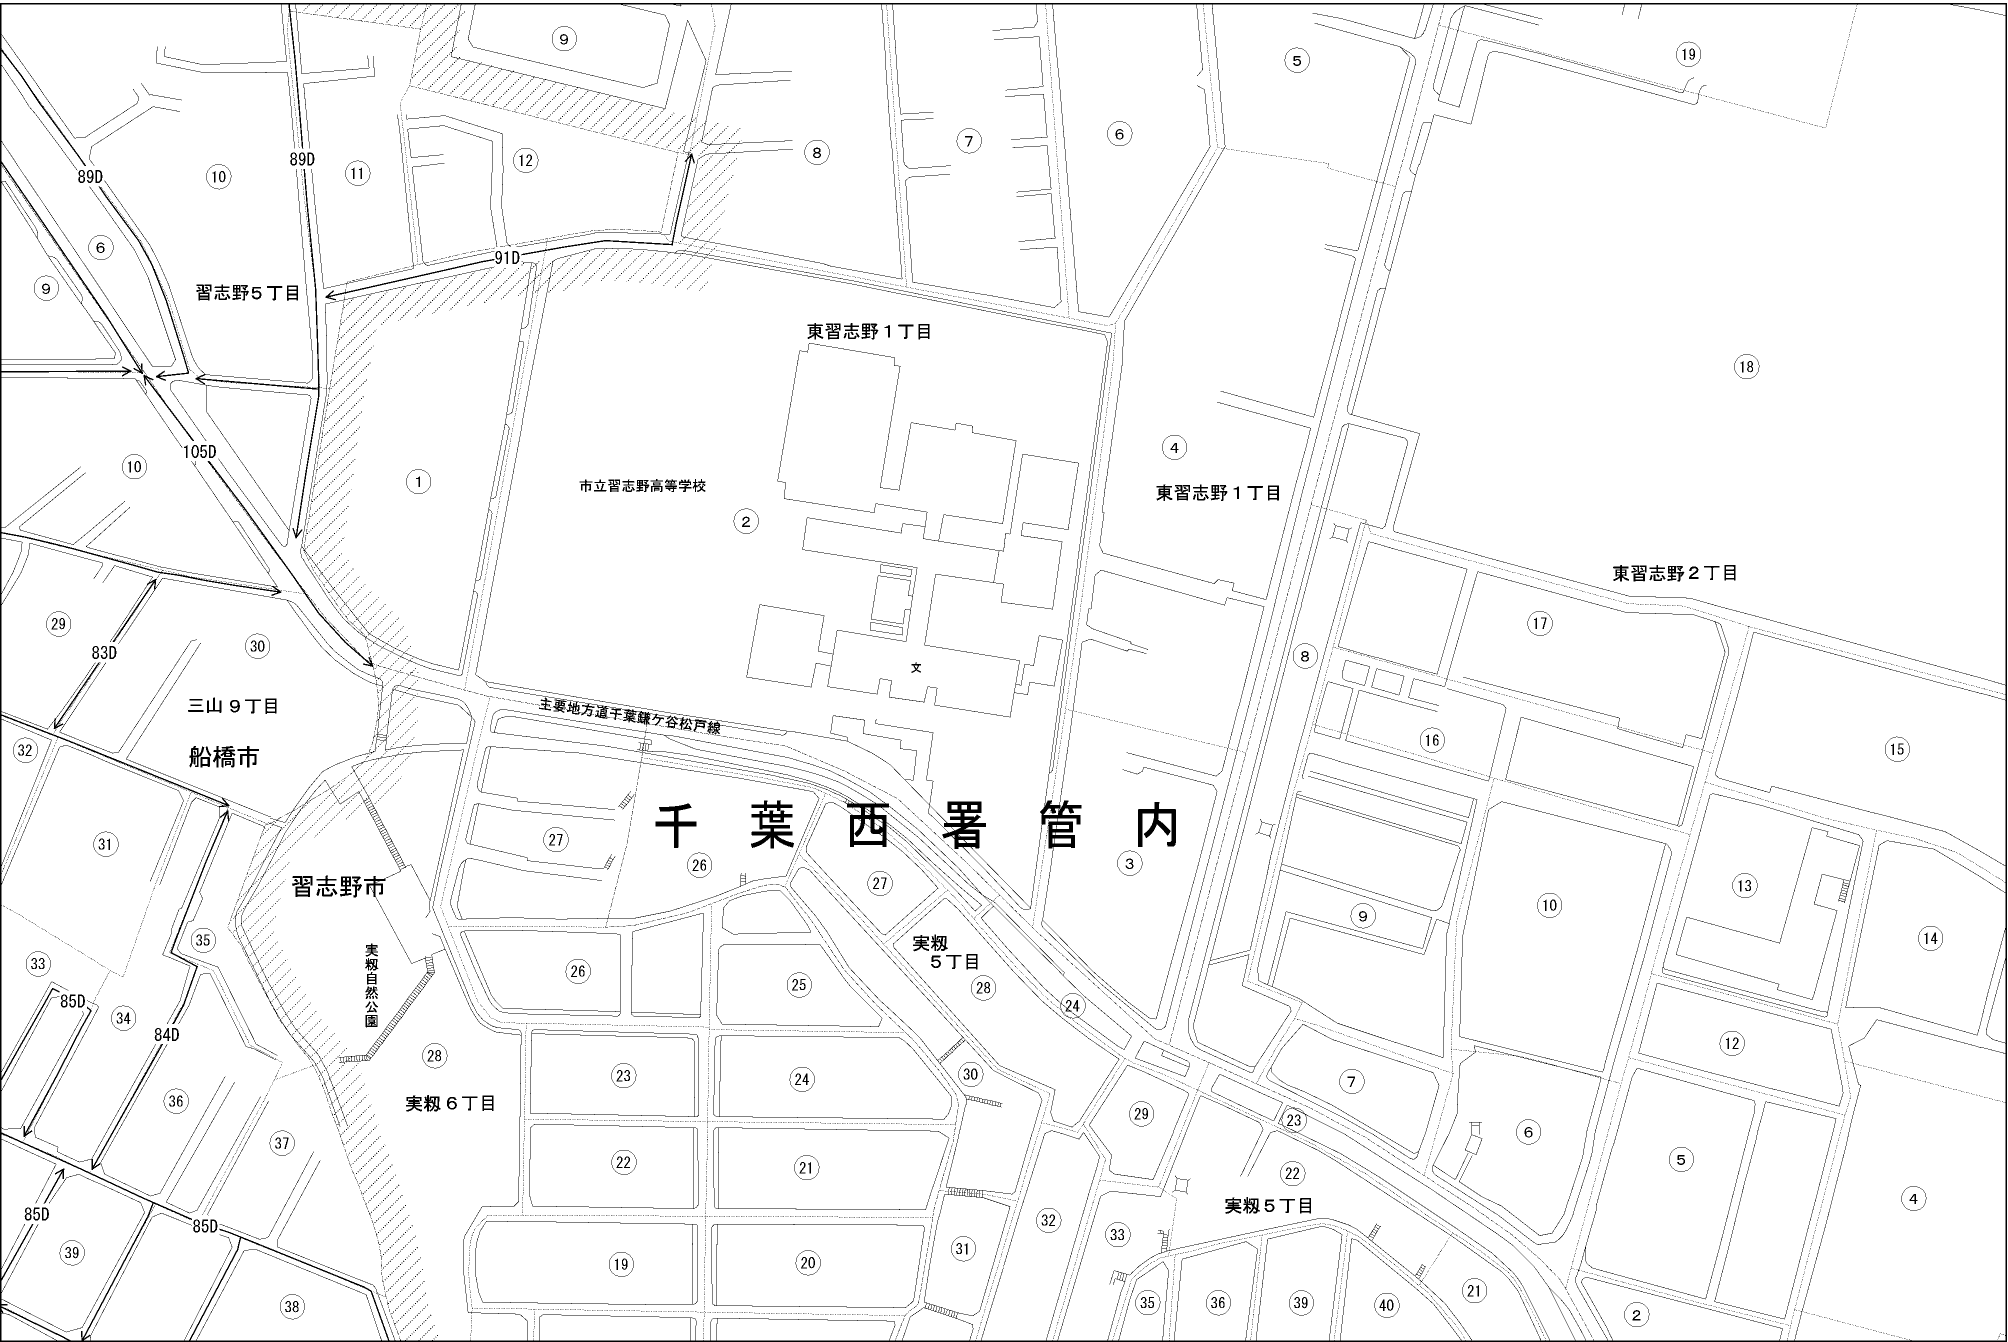 ⑨
⑤
⑲
89D
⑥
⑦
⑧
⑫
⑪
⑩
89D
⑥
⑨
91D
習志野５丁目
東習志野１丁目
⑱
④
105D
⑩
①
市立習志野高等学校
東習志野１丁目
②
東習志野２丁目
⑰
㉙
83D
㉚
⑧
文
三山９丁目
主要地方道千葉鎌ケ谷松戸線
⑯
⑮
㉜
船橋市
千葉西署管内
㉗
㉛
㉖
③
習志野市
㉗
⑬
⑩
⑨
⑭
㉟
実籾
５丁目
実籾自然公園
㉝
㉖
㉕
㉘
85D
㉞
㉔
84D
㉘
⑫
㉓
㉔
㉚
⑦
㊱
実籾６丁目
㉙
㉓
⑥
㊲
㉒
㉑
⑤
㉒
④
85D
85D
実籾５丁目
㉜
㉝
㊴
㉛
⑲
⑳
㉑
㊳
㉟
㊱
㊴
㊵
②